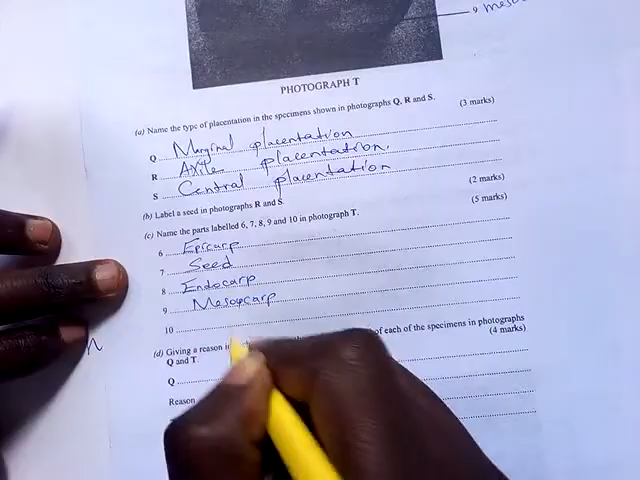 9 meso
PHOTOGRAPH T
(a) Name the type of placentation in the specimens shown in photographs Q, R and S. (3 marks)
Q Marginal placentation
R Axile placentation.
S Central placentation
(b) Label a seed in photographs R and S. (2 marks)
(c) Name the parts labelled 6, 7, 8, 9 and 10 in photograph T. (5 marks)
6 Epicarp
7 Seed
8 Endocarp
9 Mesocarp
10
(d) Giving a reason of each of the specimens in photographs
Q and T. (4 marks)
Q
Reason